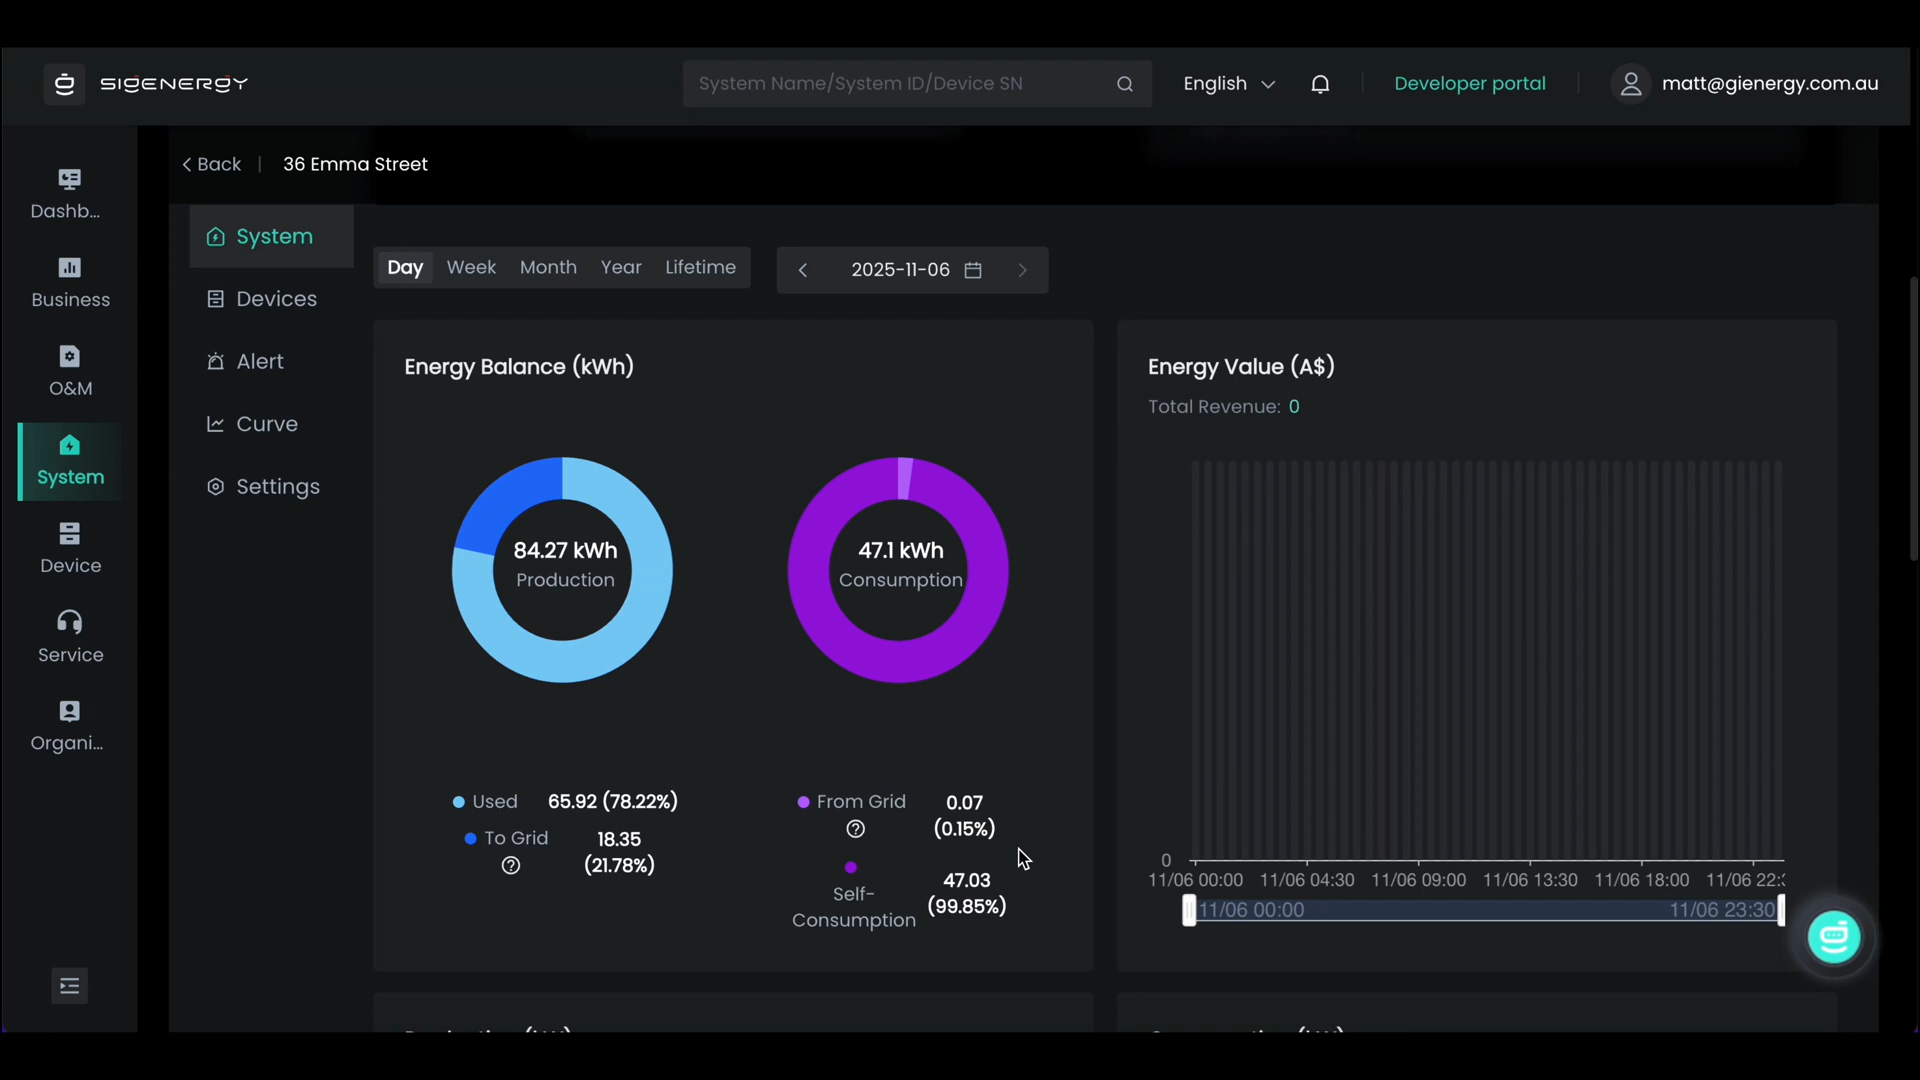 SIGENERGY
System Name/System ID/Device SN
English
Developer portal
matt@gienergy.com.au
Back | 36 Emma Street
Dashb...
Business
O&M
System
Device
Service
Organi...
System
Devices
Alert
Curve
Settings
Day Week Month Year Lifetime
2025-11-06
Energy Balance (kWh)
84.27 kWh
Production
47.1 kWh
Consumption
Used 65.92 (78.22%)
To Grid 18.35
(21.78%)
From Grid 0.07
(0.15%)
Self-
Consumption
47.03
(99.85%)
Energy Value (A$)
Total Revenue: 0
0
11/06 00:00 11/06 04:30 11/06 09:00 11/06 13:30 11/06 18:00 11/06 22:
11/06 00:00 11/06 23:30